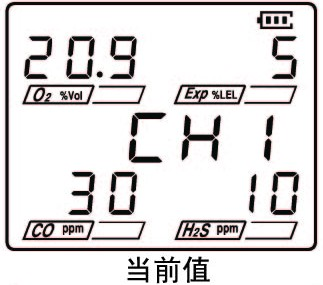 20.9 5
O₂ %Vol Exp %LEL
CH1
30 10
CO ppm H₂S ppm
当前值